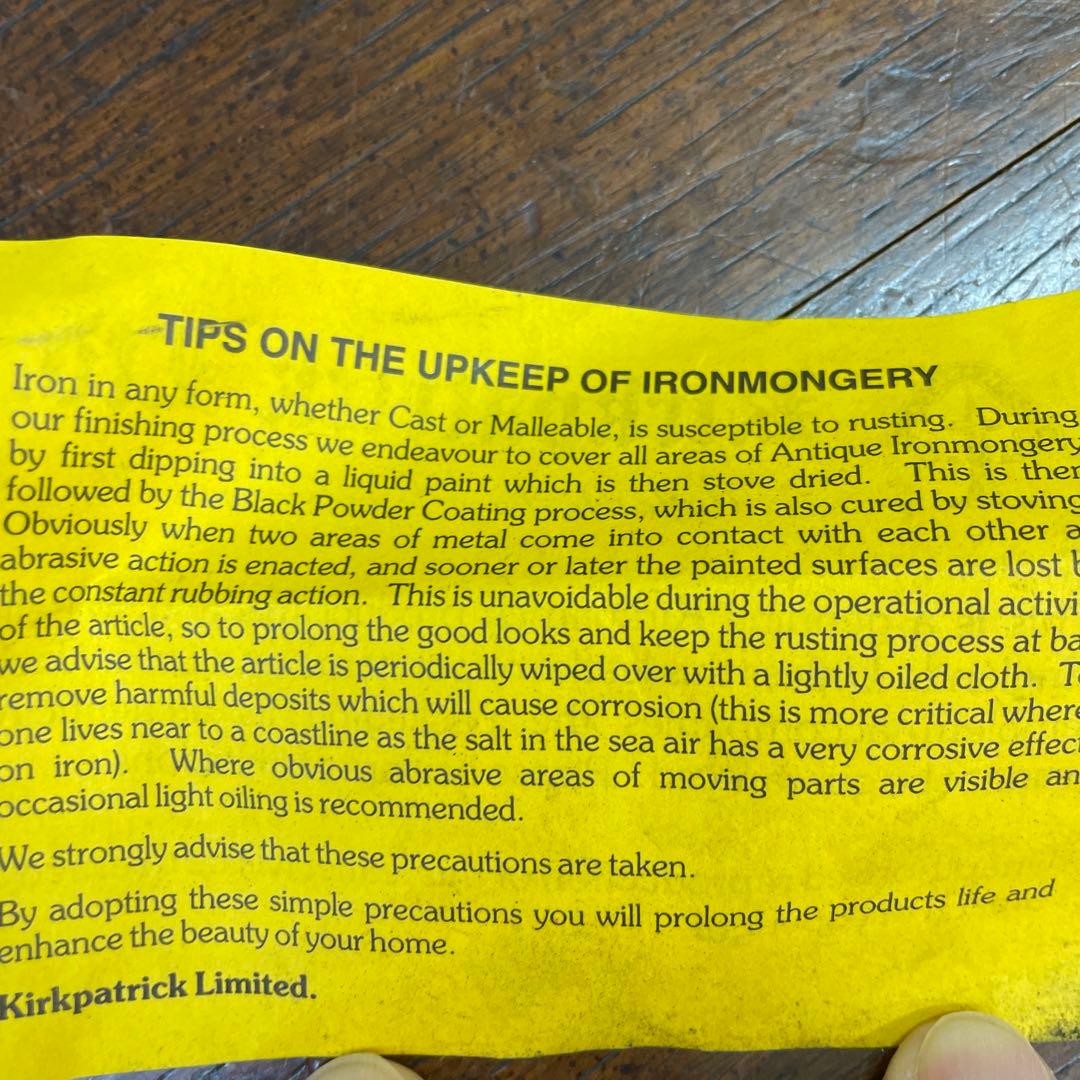 TIPS ON THE UPKEEP OF IRONMONGERY
Iron in any form, whether Cast or Malleable, is susceptible to rusting. During
our finishing process we endeavour to cover all areas of Antique Ironmongery
by first dipping into a liquid paint which is then stove dried. This is then
followed by the Black Powder Coating process, which is also cured by stoving
Obviously when two areas of metal come into contact with each other a
abrasive action is enacted, and sooner or later the painted surfaces are lost
the constant rubbing action. This is unavoidable during the operational activi
of the article, so to prolong the good looks and keep the rusting process at ba
we advise that the article is periodically wiped over with a lightly oiled cloth. To
remove harmful deposits which will cause corrosion (this is more critical where
one lives near to a coastline as the salt in the sea air has a very corrosive effect
on iron). Where obvious abrasive areas of moving parts are visible an
occasional light oiling is recommended.
We strongly advise that these precautions are taken.
By adopting these simple precautions you will prolong the products life and
enhance the beauty of your home.
Kirkpatrick Limited.